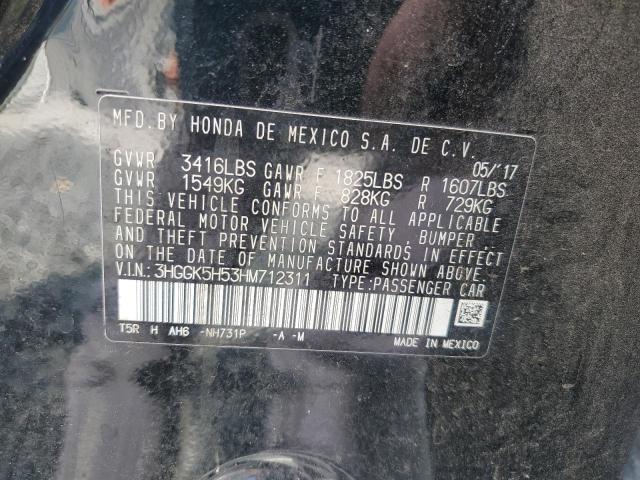 MFD.BY HONDA DE MEXICO S.A. DE C.V.
05/'17
GVWR 3416LBS GAWR F 1825LBS R 1607LBS
GVWR 1549KG GAWR F 828KG R 729KG
THIS VEHICLE CONFORMS TO ALL APPLICABLE
FEDERAL MOTOR VEHICLE SAFETY, BUMPER
AND THEFT PREVENTION STANDARDS IN EFFECT
ON THE DATE OF MANUFACTURE SHOWN ABOVE.
V.I.N.: 3HGGK5H53HM712311 TYPE:PASSENGER CAR
T5R H AH6 -NH731P -A -M
MADE IN MEXICO